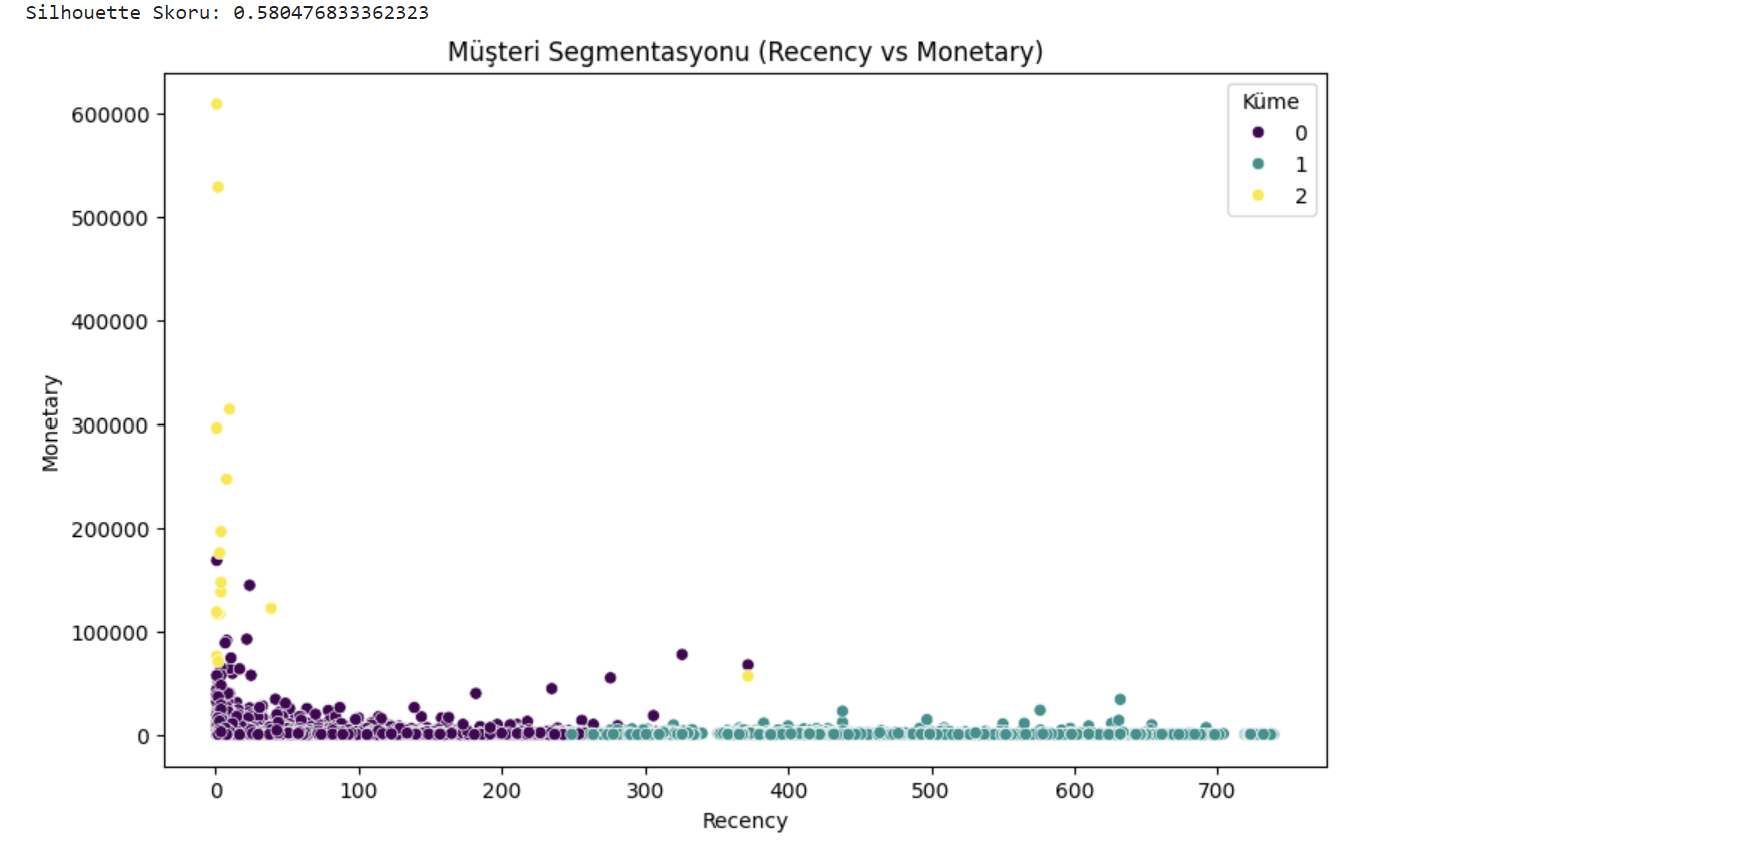 Silhouette Skoru: 0.580476833362323
Müşteri Segmentasyonu (Recency vs Monetary)
Küme
0
1
2
600000
500000
400000
300000
200000
100000
0
Monetary
0 100 200 300 400 500 600 700
Recency